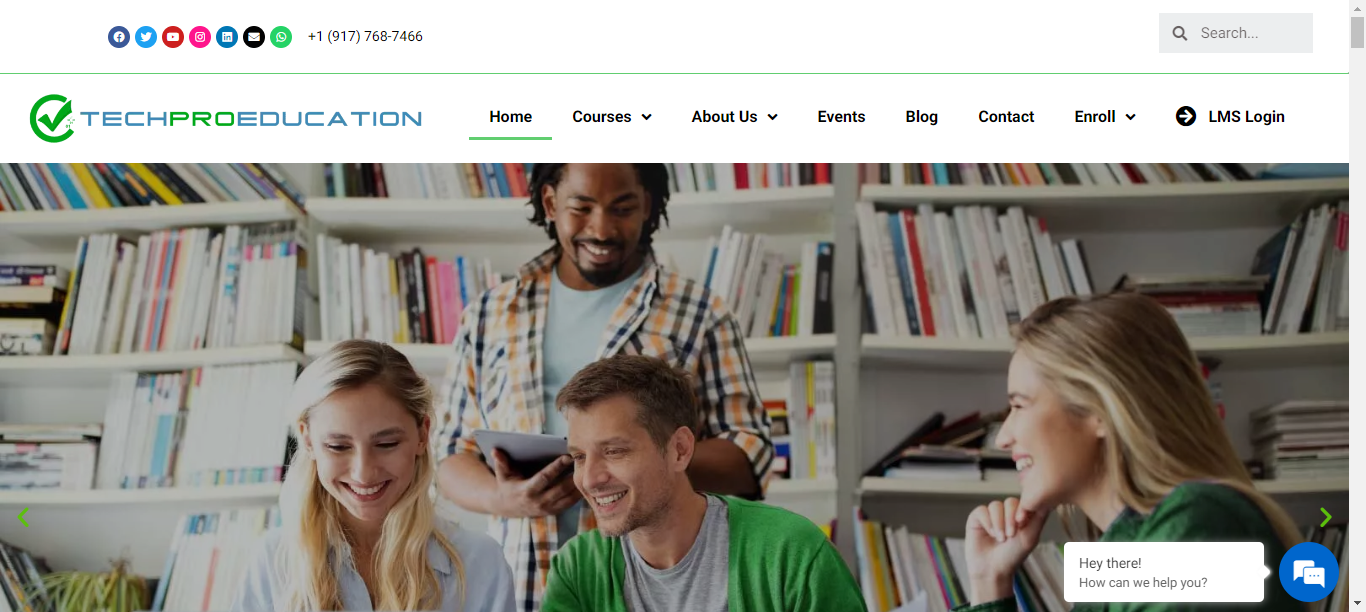 +1 (917) 768-7466
Search...
TECHPROEDUCATION
Home Courses About Us Events Blog Contact Enroll LMS Login
Hey there!
How can we help you?